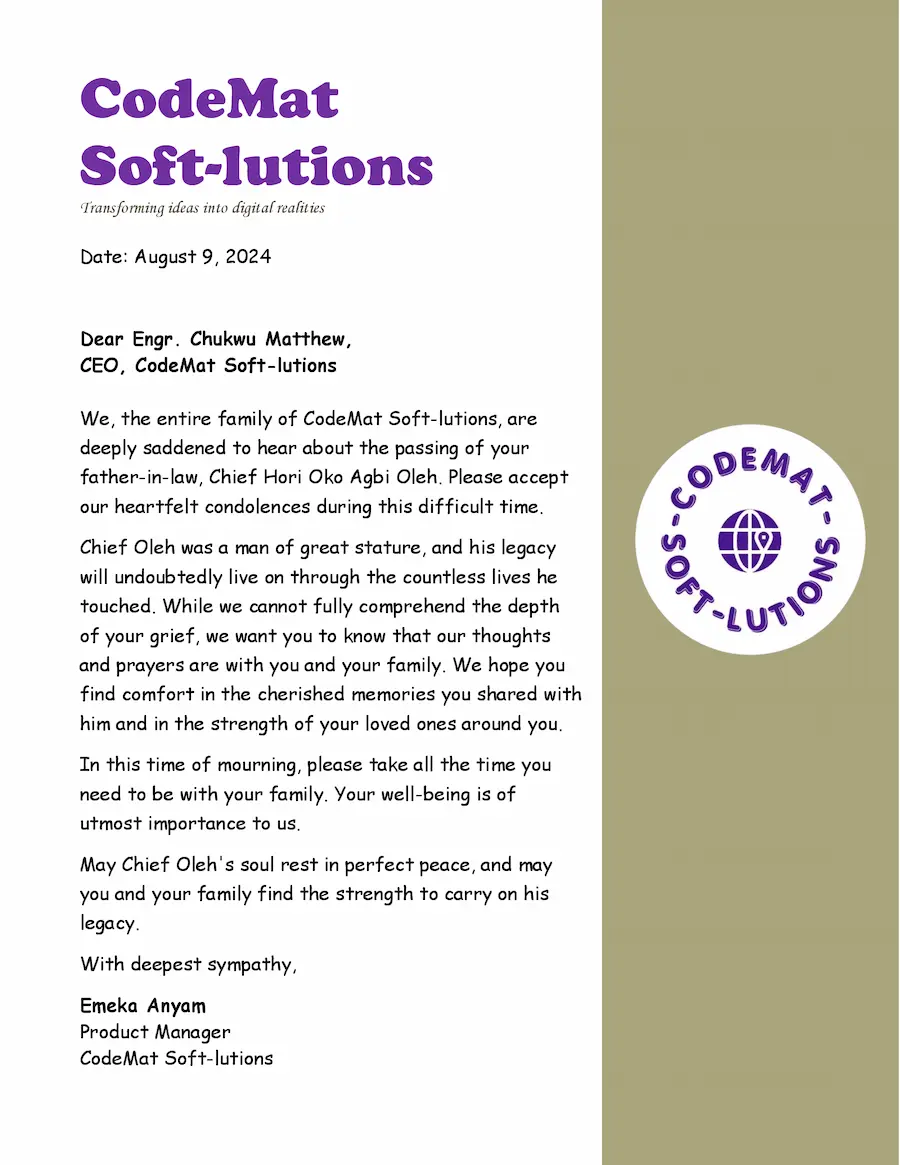 CodeMat
Soft-lutions
Transforming ideas into digital realities
Date: August 9, 2024
Dear Engr. Chukwu Matthew,
CEO, CodeMat Soft-lutions
We, the entire family of CodeMat Soft-lutions, are
deeply saddened to hear about the passing of your
father-in-law, Chief Hori Oko Agbi Oleh. Please accept
our heartfelt condolences during this difficult time.
Chief Oleh was a man of great stature, and his legacy
will undoubtedly live on through the countless lives he
touched. While we cannot fully comprehend the depth
of your grief, we want you to know that our thoughts
and prayers are with you and your family. We hope you
find comfort in the cherished memories you shared with
him and in the strength of your loved ones around you.
In this time of mourning, please take all the time you
need to be with your family. Your well-being is of
utmost importance to us.
May Chief Oleh's soul rest in perfect peace, and may
you and your family find the strength to carry on his
legacy.
With deepest sympathy,
Emeka Anyam
Product Manager
CodeMat Soft-lutions
-CODEMAT-
SOFT-LUTIONS